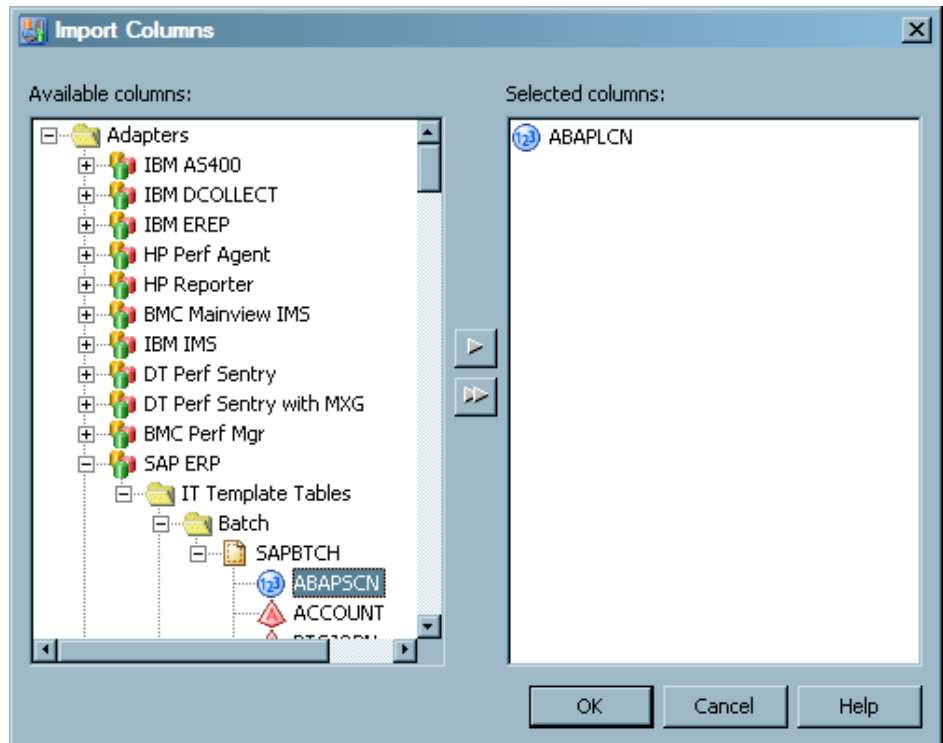 Import Columns
Available columns:
Selected columns:
Adapters
IBM AS400
IBM DCOLLECT
IBM EREP
HP Perf Agent
HP Reporter
BMC Mainview IMS
IBM IMS
DT Perf Sentry
DT Perf Sentry with MXG
BMC Perf Mgr
SAP ERP
IT Template Tables
Batch
SAPBTCH
123 ABAPSCN
A ACCOUNT
123 ABAPLCN
OK Cancel Help